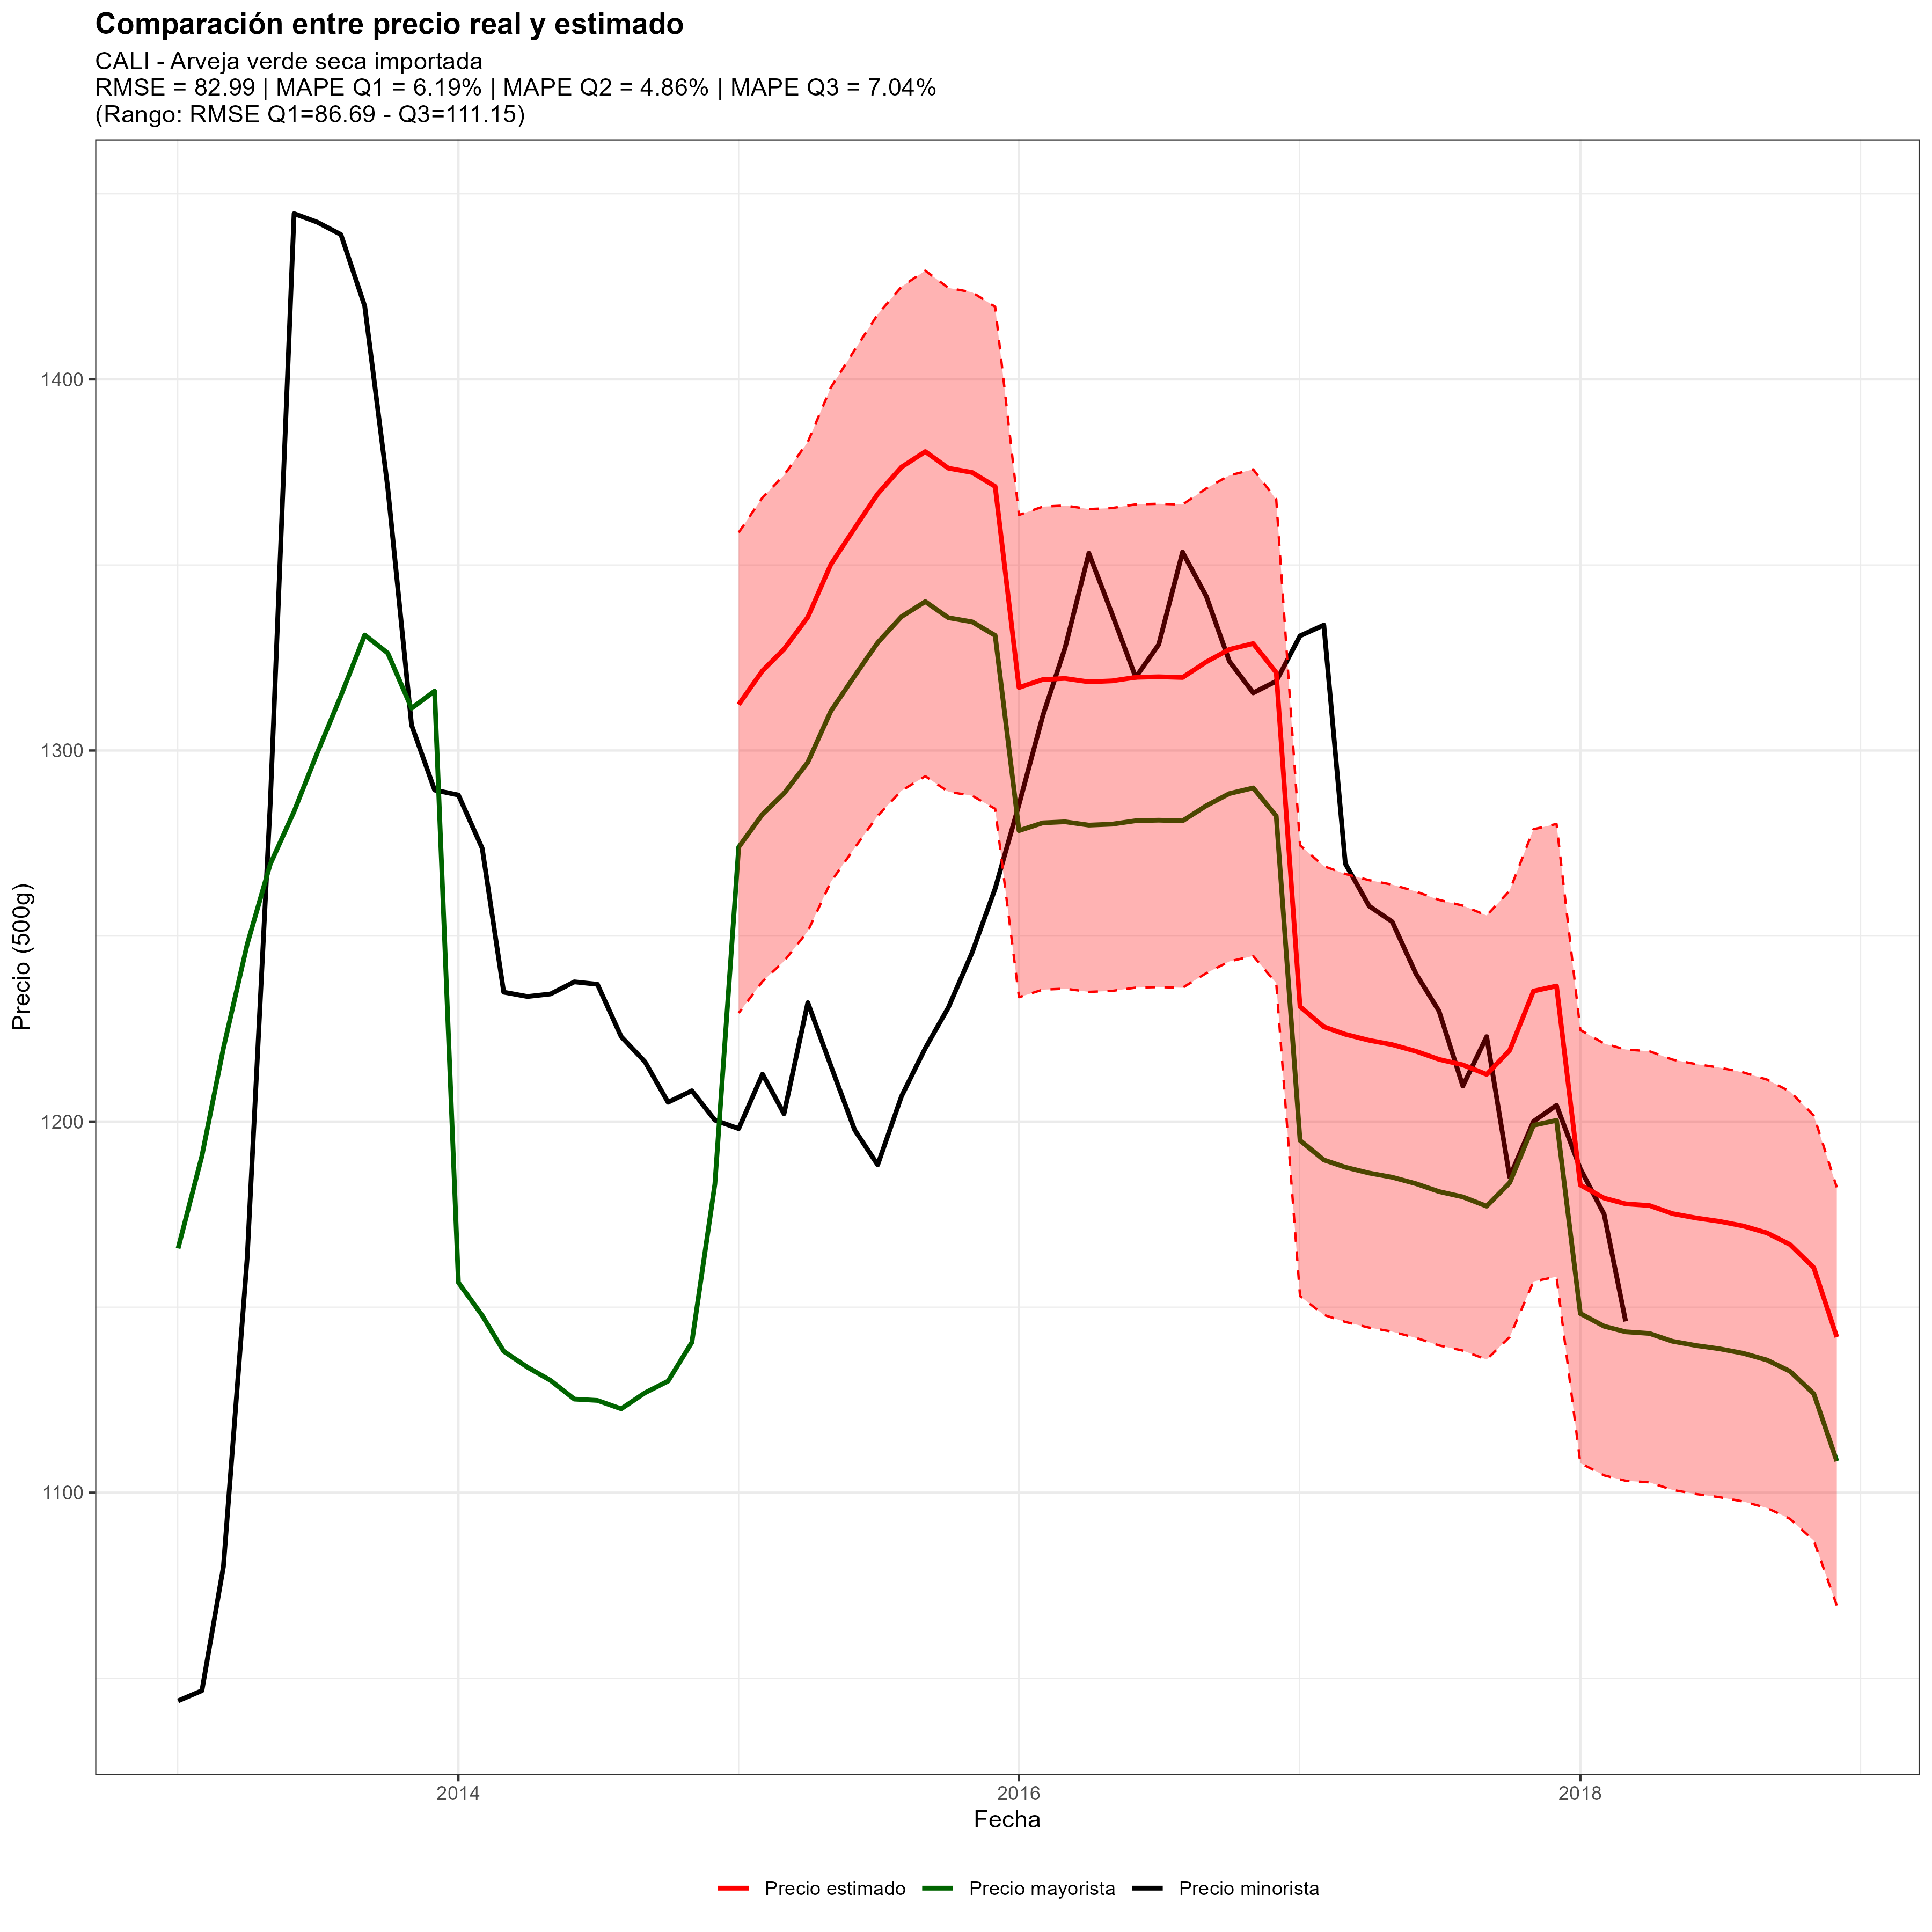 Comparación entre precio real y estimado
CALI - Arveja verde seca importada
RMSE = 82.99 | MAPE Q1 = 6.19% | MAPE Q2 = 4.86% | MAPE Q3 = 7.04%
(Rango: RMSE Q1=86.69 - Q3=111.15)
Precio (500g)
1400
1300
1200
1100
2014
2016
2018
Fecha
Precio estimado
Precio mayorista
Precio minorista